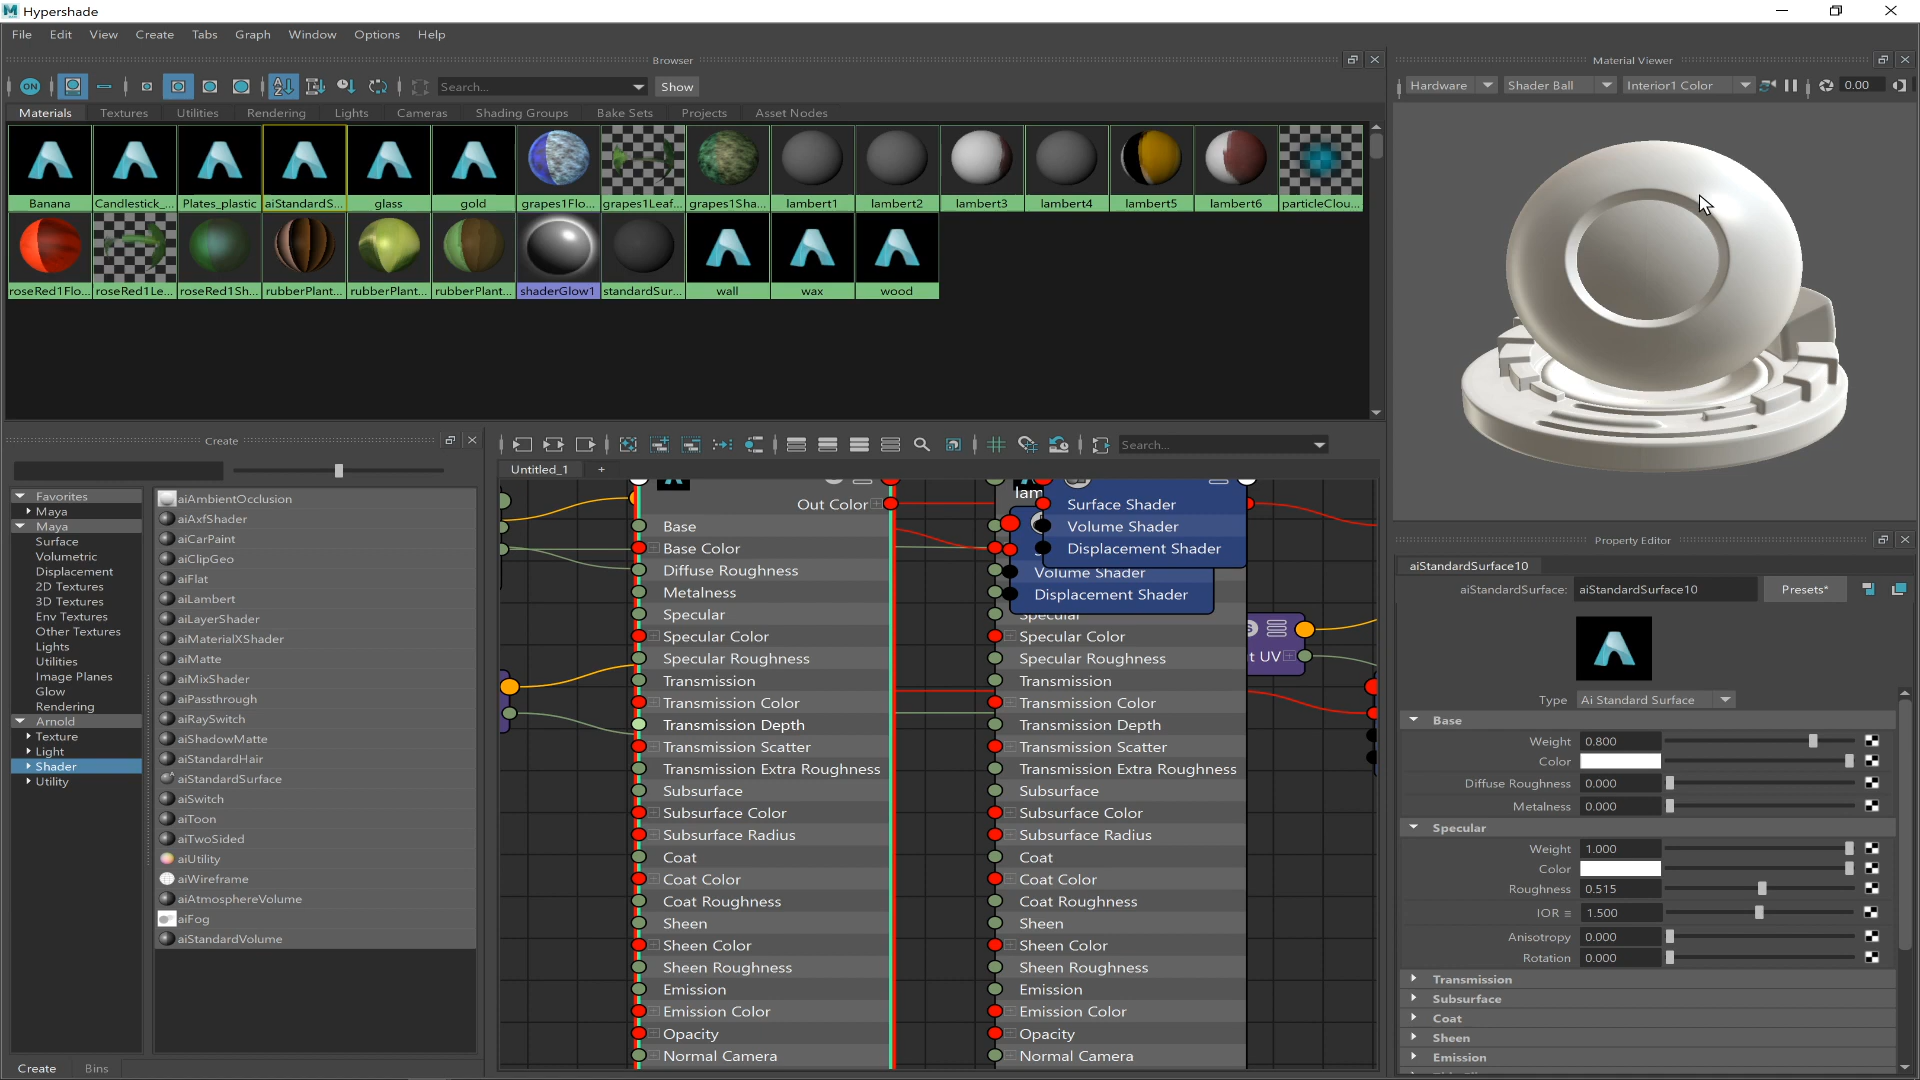 M Hypershade
File Edit View Create Tabs Graph Window Options Help
Browser
ON Search... Show
Materials Textures Utilities Rendering Lights Cameras Shading Groups Bake Sets Projects Asset Nodes
Banana Candlestick_... Plates_plastic aiStandardS... glass gold grapes1Flo... grapes1Leaf... grapes1Sha... lambert1 lambert2 lambert3 lambert4 lambert5 lambert6 particleClou...
roseRed1Flo... roseRed1Le... roseRed1Sh... rubberPlant... rubberPlant... rubberPlant... shaderGlow1 standardSur... wall wax wood
Material Viewer
Hardware Shader Ball Interior1 Color 0.00
Create
Favorites
Maya
Maya
Surface
Volumetric
Displacement
2D Textures
3D Textures
Env Textures
Other Textures
Lights
Utilities
Image Planes
Glow
Rendering
Arnold
Texture
Light
Shader
Utility
aiAmbientOcclusion
aiAxfShader
aiCarPaint
aiClipGeo
aiFlat
aiLambert
aiLayerShader
aiMaterialXShader
aiMatte
aiMixShader
aiPassthrough
aiRaySwitch
aiShadowMatte
aiStandardHair
aiStandardSurface
aiSwitch
aiToon
aiTwoSided
aiUtility
aiWireframe
aiAtmosphereVolume
aiFog
aiStandardVolume
Create Bins
Search...
Untitled_1 +
Out Color
Base
Base Color
Diffuse Roughness
Metalness
Specular
Specular Color
Specular Roughness
Transmission
Transmission Color
Transmission Depth
Transmission Scatter
Transmission Extra Roughness
Subsurface
Subsurface Color
Subsurface Radius
Coat
Coat Color
Coat Roughness
Sheen
Sheen Color
Sheen Roughness
Emission
Emission Color
Opacity
Normal Camera
lam
Surface Shader
Volume Shader
Displacement Shader
Volume Shader
Displacement Shader
Specular
Specular Color
Specular Roughness
Transmission
Transmission Color
Transmission Depth
Transmission Scatter
Transmission Extra Roughness
Subsurface
Subsurface Color
Subsurface Radius
Coat
Coat Color
Coat Roughness
Sheen
Sheen Color
Sheen Roughness
Emission
Emission Color
Opacity
Normal Camera
t UV
Property Editor
aiStandardSurface10
aiStandardSurface: aiStandardSurface10 Presets*
Type Ai Standard Surface
Base
Weight 0.800
Color
Diffuse Roughness 0.000
Metalness 0.000
Specular
Weight 1.000
Color
Roughness 0.515
IOR 1.500
Anisotropy 0.000
Rotation 0.000
Transmission
Subsurface
Coat
Sheen
Emission